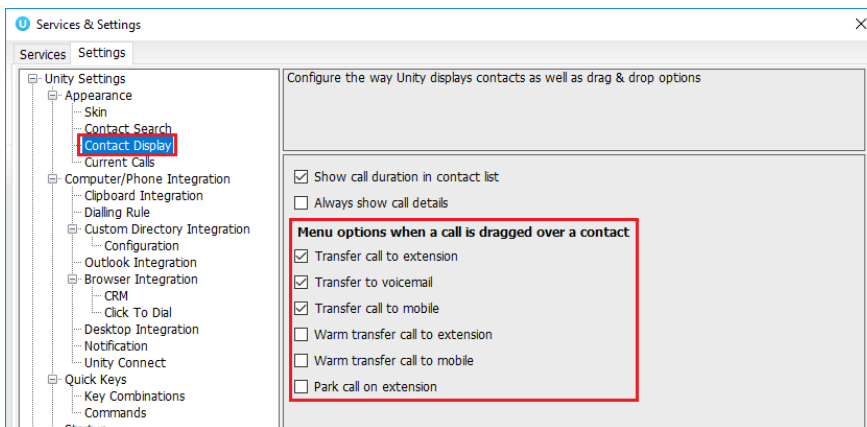 Services & Settings
Services Settings
Unity Settings
Appearance
Skin
Contact Search
Contact Display
Current Calls
Computer/Phone Integration
Clipboard Integration
Dialling Rule
Custom Directory Integration
Configuration
Outlook Integration
Browser Integration
CRM
Click To Dial
Desktop Integration
Notification
Unity Connect
Quick Keys
Key Combinations
Commands
Configure the way Unity displays contacts as well as drag & drop options
Show call duration in contact list
Always show call details
Menu options when a call is dragged over a contact
Transfer call to extension
Transfer to voicemail
Transfer call to mobile
Warm transfer call to extension
Warm transfer call to mobile
Park call on extension